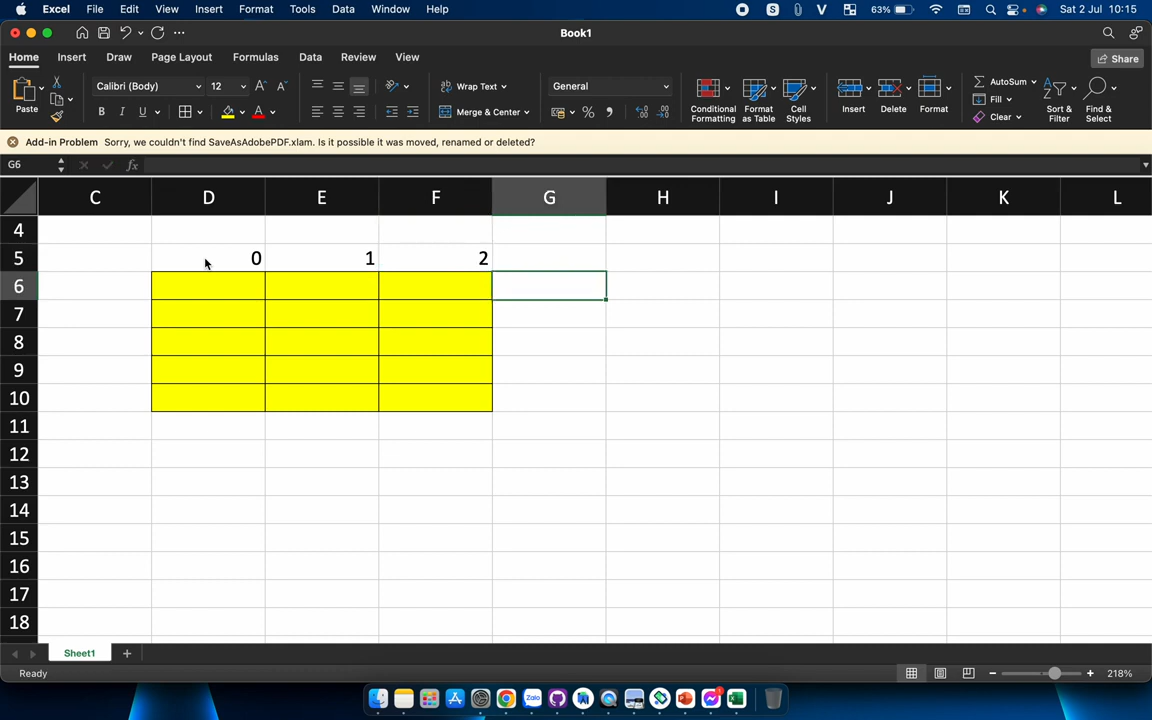 Excel File Edit View Insert Format Tools Data Window Help S V 63% Sat 2 Jul 10:15
Book1
Home Insert Draw Page Layout Formulas Data Review View Share
Paste Calibri (Body) 12 Wrap Text General Conditional Formatting Format as Table Cell Styles Insert Delete Format AutoSum Sort & Filter Find & Select
B I U A Merge & Center % Fill Clear
Add-in Problem Sorry, we couldn't find SaveAsAdobePDF.xlam. Is it possible it was moved, renamed or deleted?
G6 fx
C D E F G H I J K L
4
5 0 1 2
6
7
8
9
10
11
12
13
14
15
16
17
18
Sheet1
Ready 218%
Zalo